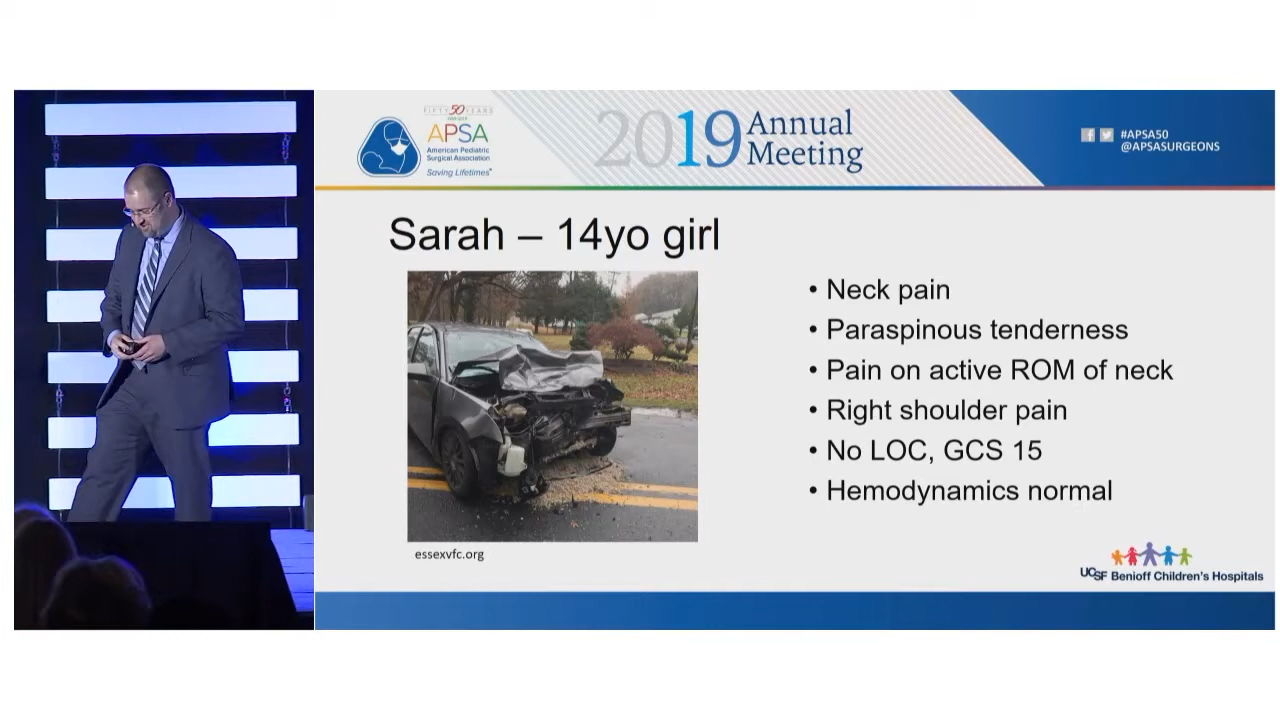 FIFTY 50 YEARS
APSA
American Pediatric
Surgical Association
Saving Lifetimes
2019 Annual
Meeting
#APSA50
@APSASURGEONS
Sarah – 14yo girl
• Neck pain
• Paraspinous tenderness
• Pain on active ROM of neck
• Right shoulder pain
• No LOC, GCS 15
• Hemodynamics normal
essexvfc.org
UCSF Benioff Children's Hospitals